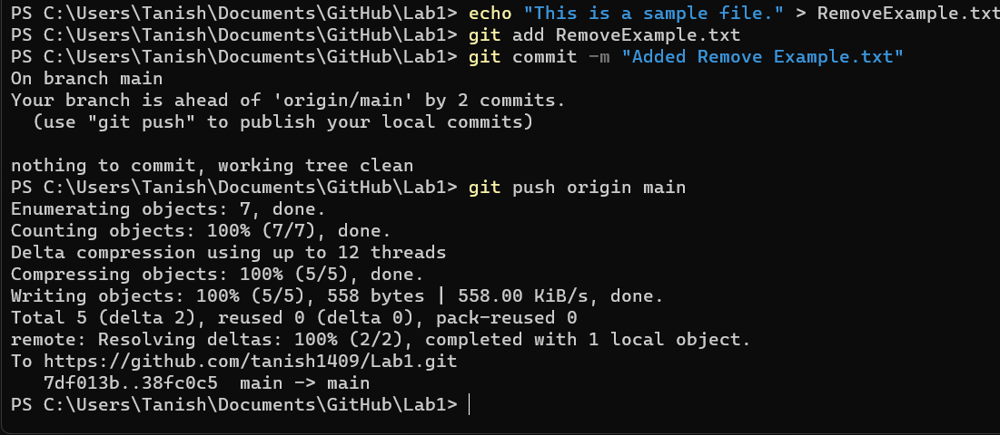 PS C:\Users\Tanish\Documents\GitHub\Lab1> echo "This is a sample file." > RemoveExample.txt
PS C:\Users\Tanish\Documents\GitHub\Lab1> git add RemoveExample.txt
PS C:\Users\Tanish\Documents\GitHub\Lab1> git commit -m "Added Remove Example.txt"
On branch main
Your branch is ahead of 'origin/main' by 2 commits.
  (use "git push" to publish your local commits)

nothing to commit, working tree clean
PS C:\Users\Tanish\Documents\GitHub\Lab1> git push origin main
Enumerating objects: 7, done.
Counting objects: 100% (7/7), done.
Delta compression using up to 12 threads
Compressing objects: 100% (5/5), done.
Writing objects: 100% (5/5), 558 bytes | 558.00 KiB/s, done.
Total 5 (delta 2), reused 0 (delta 0), pack-reused 0
remote: Resolving deltas: 100% (2/2), completed with 1 local object.
To https://github.com/tanish1409/Lab1.git
   7df013b..38fc0c5  main -> main
PS C:\Users\Tanish\Documents\GitHub\Lab1>